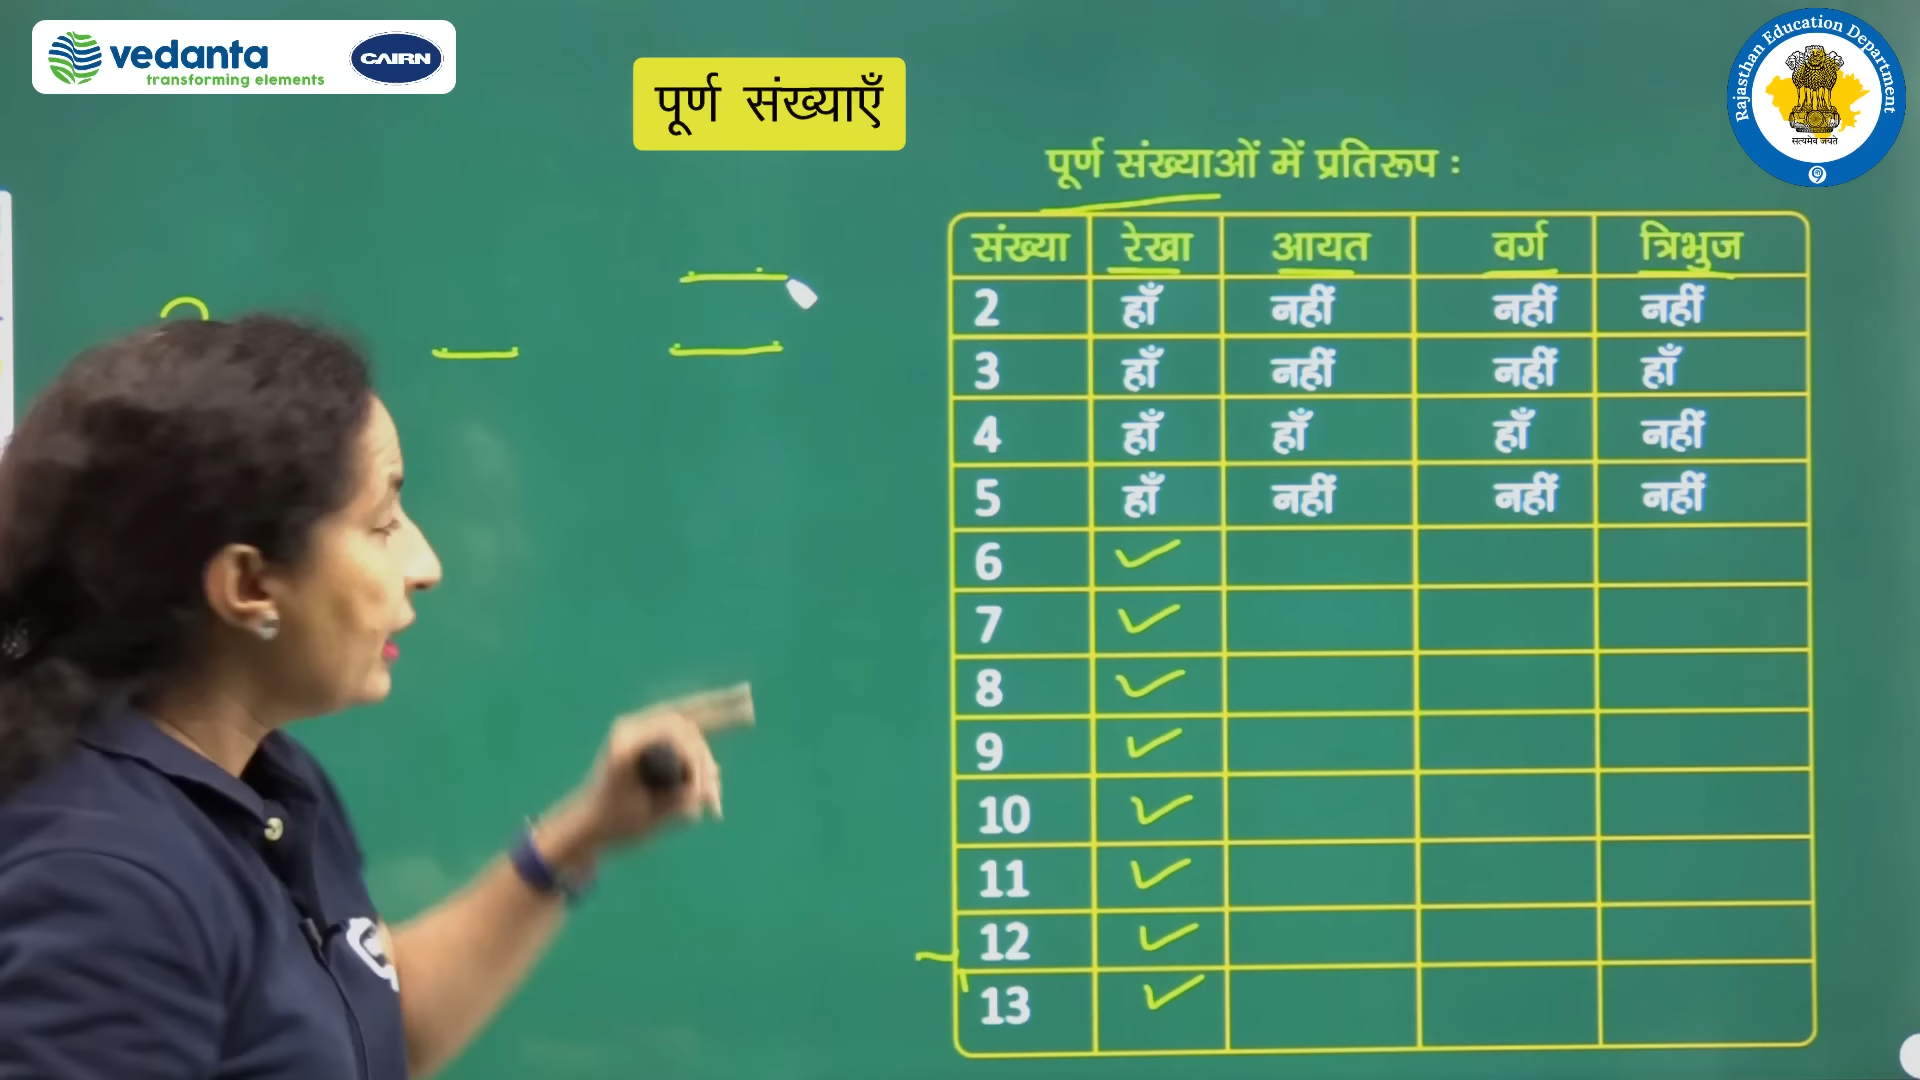 vedanta
transforming elements
CAIRN
पूर्ण संख्याएँ
Rajasthan Education Department
सत्यमेव जयते
पूर्ण संख्याओं में प्रतिरूप :
संख्या रेखा आयत वर्ग त्रिभुज
2 हाँ नहीं नहीं नहीं
3 हाँ नहीं नहीं हाँ
4 हाँ हाँ हाँ नहीं
5 हाँ नहीं नहीं नहीं
6 ✓
7 ✓
8 ✓
9 ✓
10 ✓
11 ✓
12 ✓
13 ✓